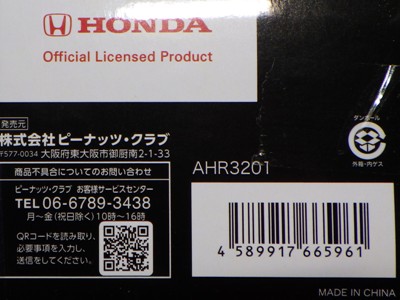 HONDA
Official Licensed Product
発売元
株式会社ピーナッツ・クラブ
〒577-0034 大阪府東大阪市御厨南2-1-33
商品不具合についてのお問い合わせ
ピーナッツ・クラブ お客様サービスセンター
TEL 06-6789-3438
月〜金(祝日除く)10時〜16時
QRコードを読み取り、
必要事項を入力し、
送信をしてください。
ダンボール
外箱・内ケース
AHR3201
4 589917 665961
MADE IN CHINA